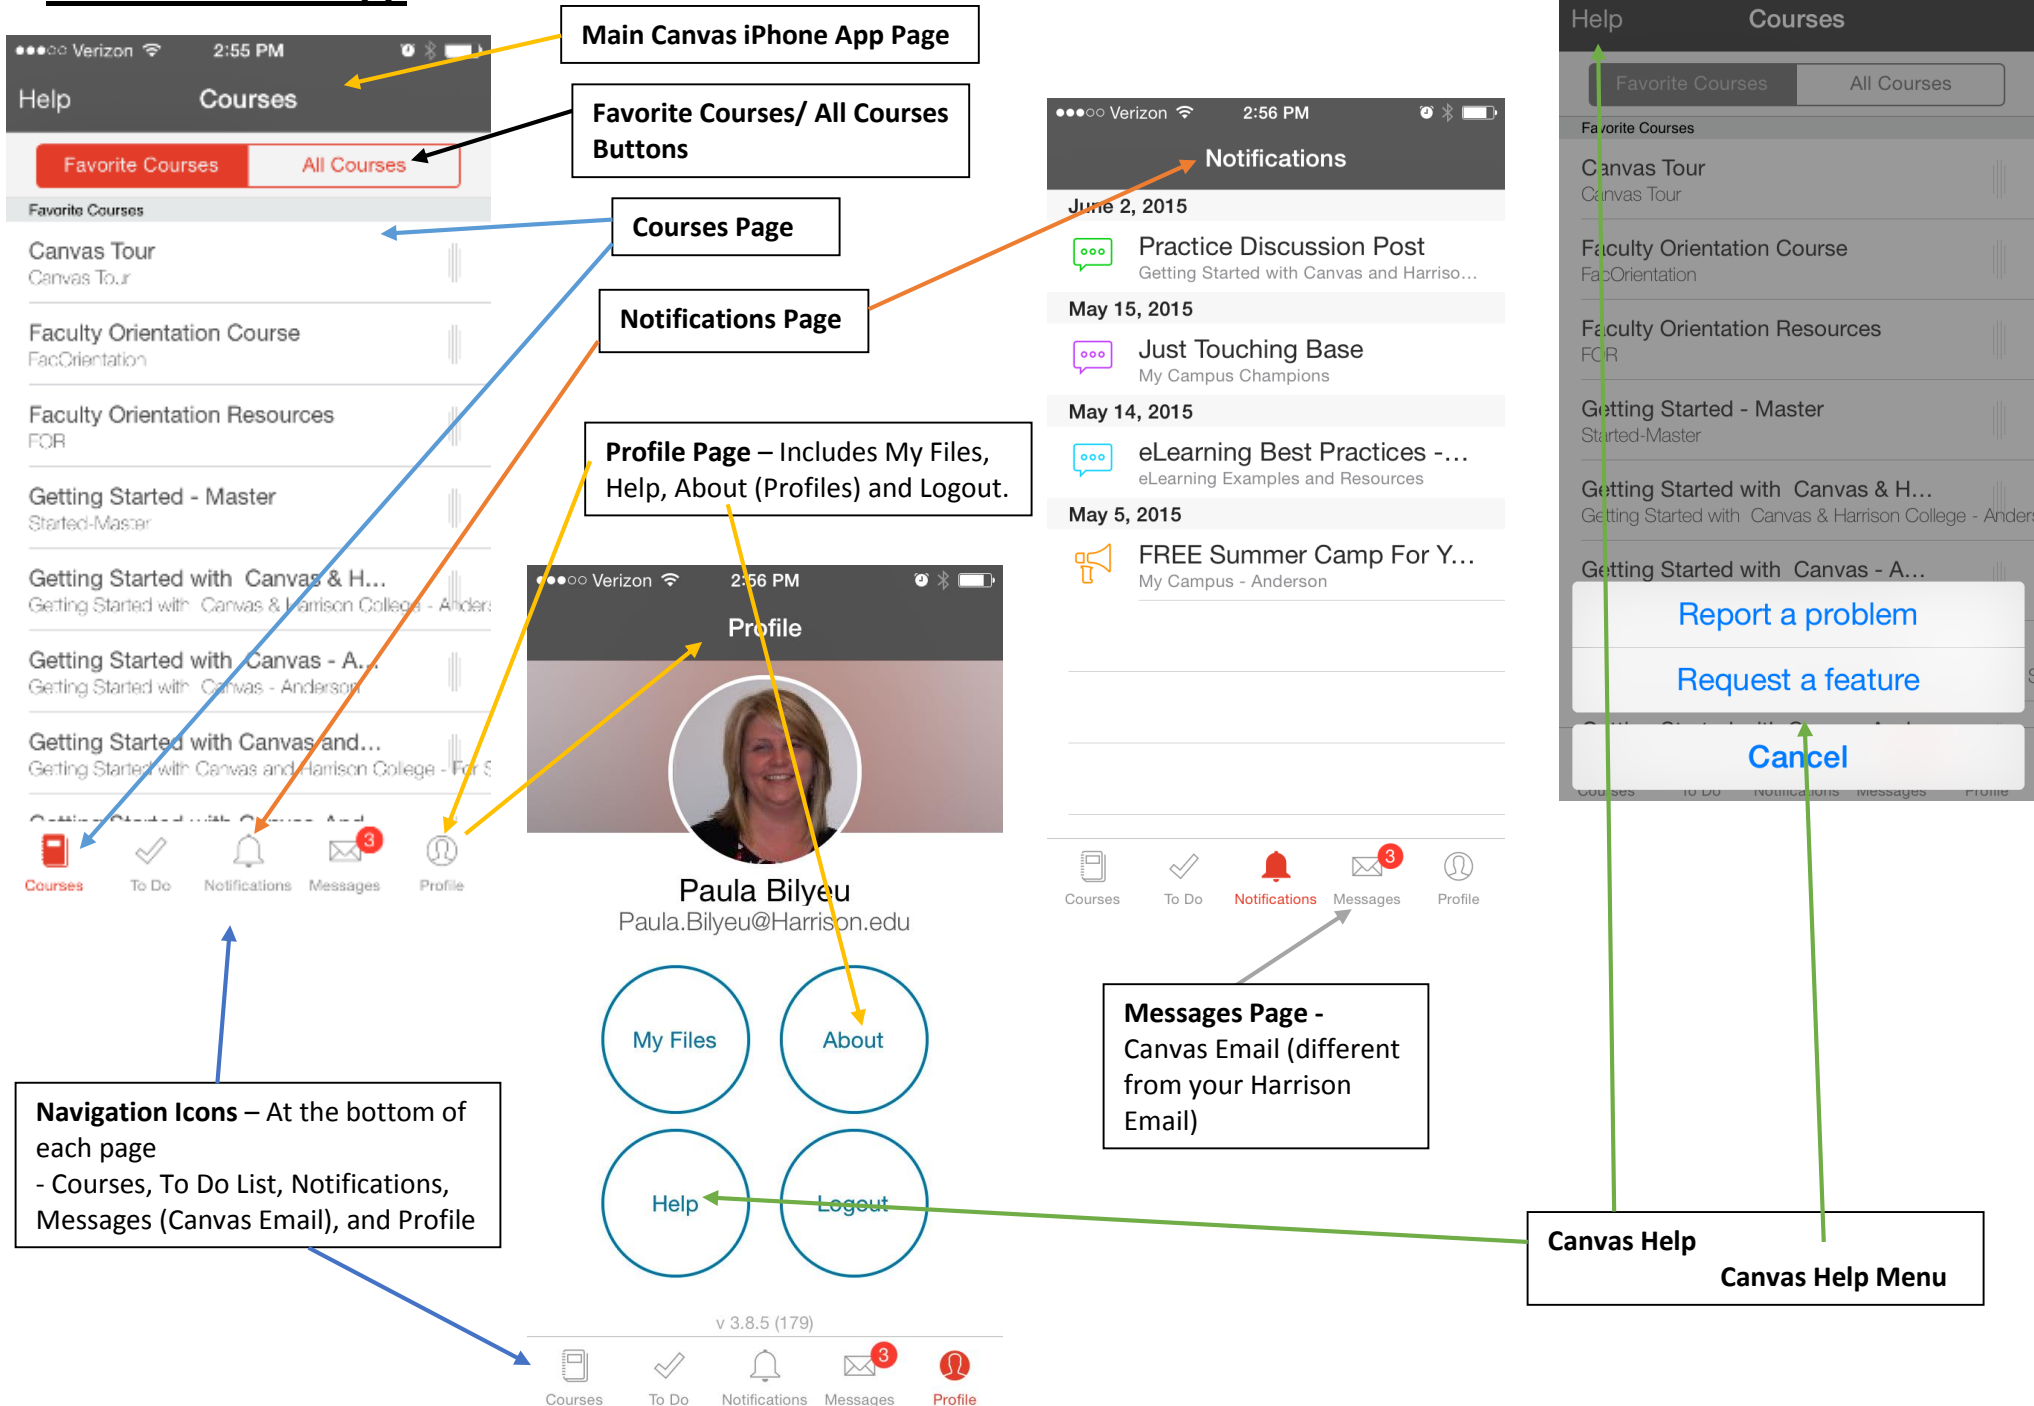 Main Canvas iPhone App Page
Favorite Courses/ All Courses
Buttons
Courses Page
Notifications Page
Profile Page – Includes My Files,
Help, About (Profiles) and Logout.
Navigation Icons – At the bottom of
each page
- Courses, To Do List, Notifications,
Messages (Canvas Email), and Profile
Messages Page -
Canvas Email (different
from your Harrison
Email)
Canvas Help
Canvas Help Menu
Verizon 2:55 PM
Help Courses
Favorite Courses All Courses
Favorite Courses
Canvas Tour
Canvas Tour
Faculty Orientation Course
FacOrientation
Faculty Orientation Resources
FOR
Getting Started - Master
Started-Master
Getting Started with Canvas & H...
Getting Started with Canvas & Harrison College - Anders
Getting Started with Canvas - A...
Getting Started with Canvas - Anderson
Getting Started with Canvas and...
Getting Started with Canvas and Harrison College - For S
3
Courses To Do Notifications Messages Profile
Verizon 2:56 PM
Profile
Paula Bilyeu
Paula.Bilyeu@Harrison.edu
My Files About
Help Logout
v 3.8.5 (179)
3
Courses To Do Notifications Messages Profile
Verizon 2:56 PM
Notifications
June 2, 2015
Practice Discussion Post
Getting Started with Canvas and Harriso...
May 15, 2015
Just Touching Base
My Campus Champions
May 14, 2015
eLearning Best Practices -...
eLearning Examples and Resources
May 5, 2015
FREE Summer Camp For Y...
My Campus - Anderson
3
Courses To Do Notifications Messages Profile
Help Courses
Favorite Courses All Courses
Favorite Courses
Canvas Tour
Canvas Tour
Faculty Orientation Course
FacOrientation
Faculty Orientation Resources
FOR
Getting Started - Master
Started-Master
Getting Started with Canvas & H...
Getting Started with Canvas & Harrison College - Anders
Getting Started with Canvas - A...
Report a problem
Request a feature
Cancel
Courses To Do Notifications Messages Profile